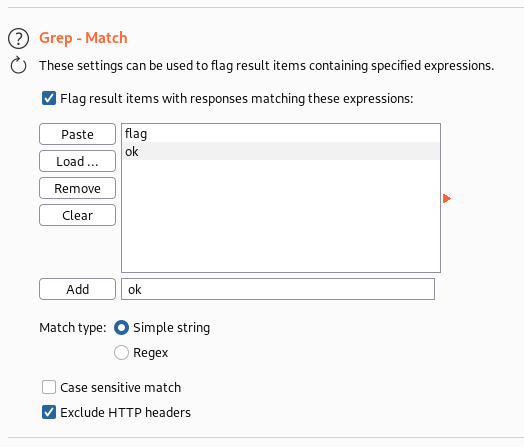 Grep - Match
These settings can be used to flag result items containing specified expressions.
Flag result items with responses matching these expressions:
Paste
flag
Load ...
ok
Remove
Clear
Add
ok
Match type:
Simple string
Regex
Case sensitive match
Exclude HTTP headers